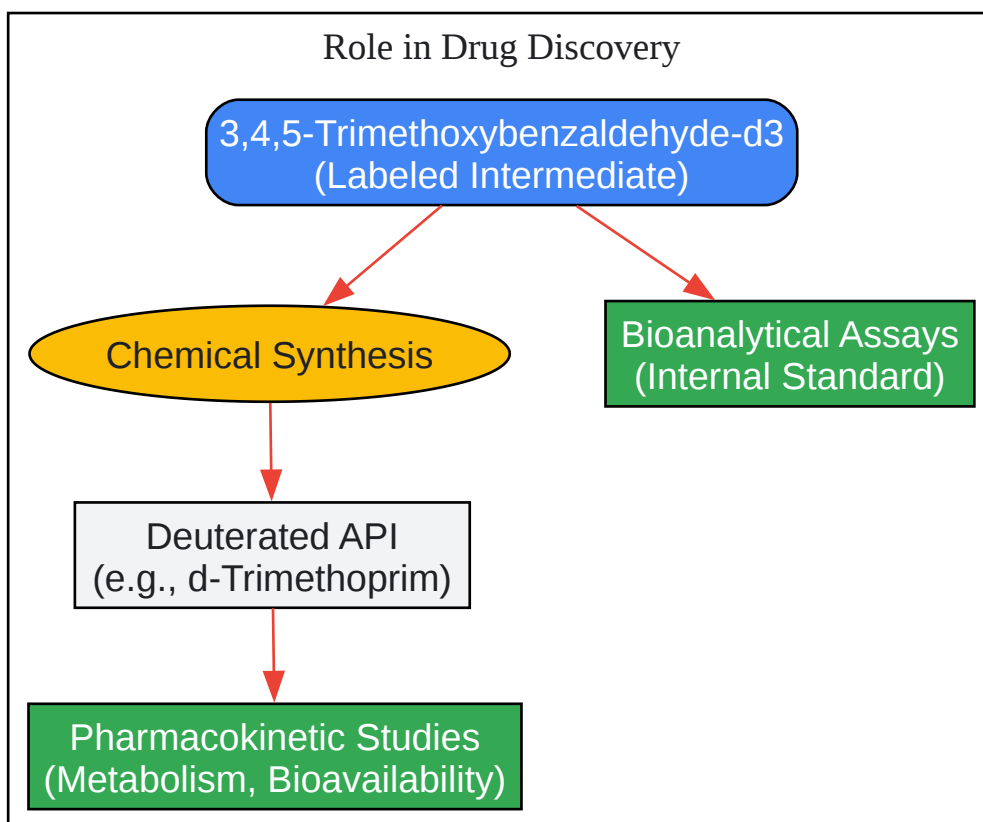 Role in Drug Discovery
3,4,5-Trimethoxybenzaldehyde-d3
(Labeled Intermediate)
Chemical Synthesis
Bioanalytical Assays
(Internal Standard)
Deuterated API
(e.g., d-Trimethoprim)
Pharmacokinetic Studies
(Metabolism, Bioavailability)